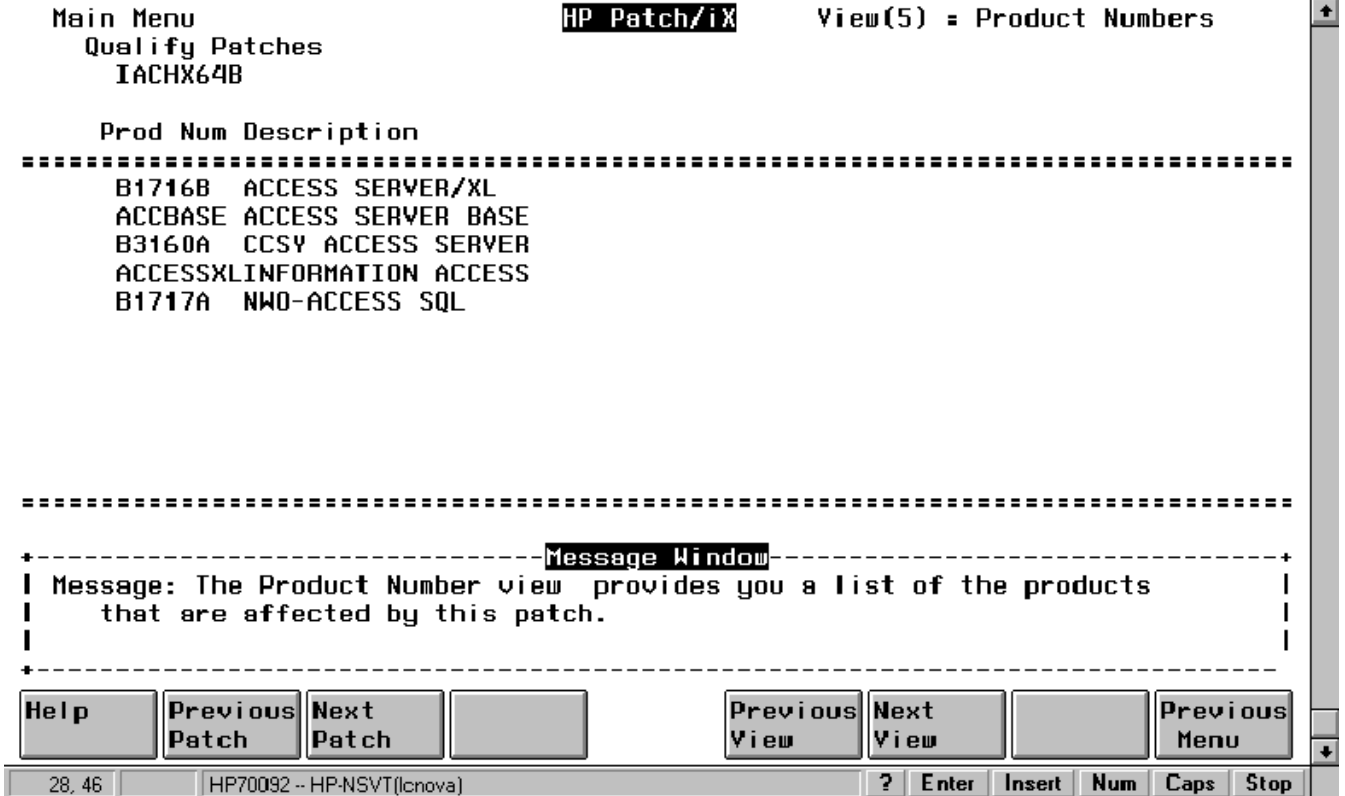 Main Menu HP Patch/iX View(5) = Product Numbers
Qualify Patches
IACHX64B
Prod Num Description
================================================================================
B1716B ACCESS SERVER/XL
ACCBASE ACCESS SERVER BASE
B3160A CCSY ACCESS SERVER
ACCESSXLINFORMATION ACCESS
B1717A NWO-ACCESS SQL
================================================================================
+--------------------------------Message Window--------------------------------+
| Message: The Product Number view provides you a list of the products |
| that are affected by this patch. |
| |
+------------------------------------------------------------------------------
Help Previous Patch Next Patch Previous View Next View Previous Menu
28, 46 HP70092 -- HP-NSVT(lcnova) ? Enter Insert Num Caps Stop